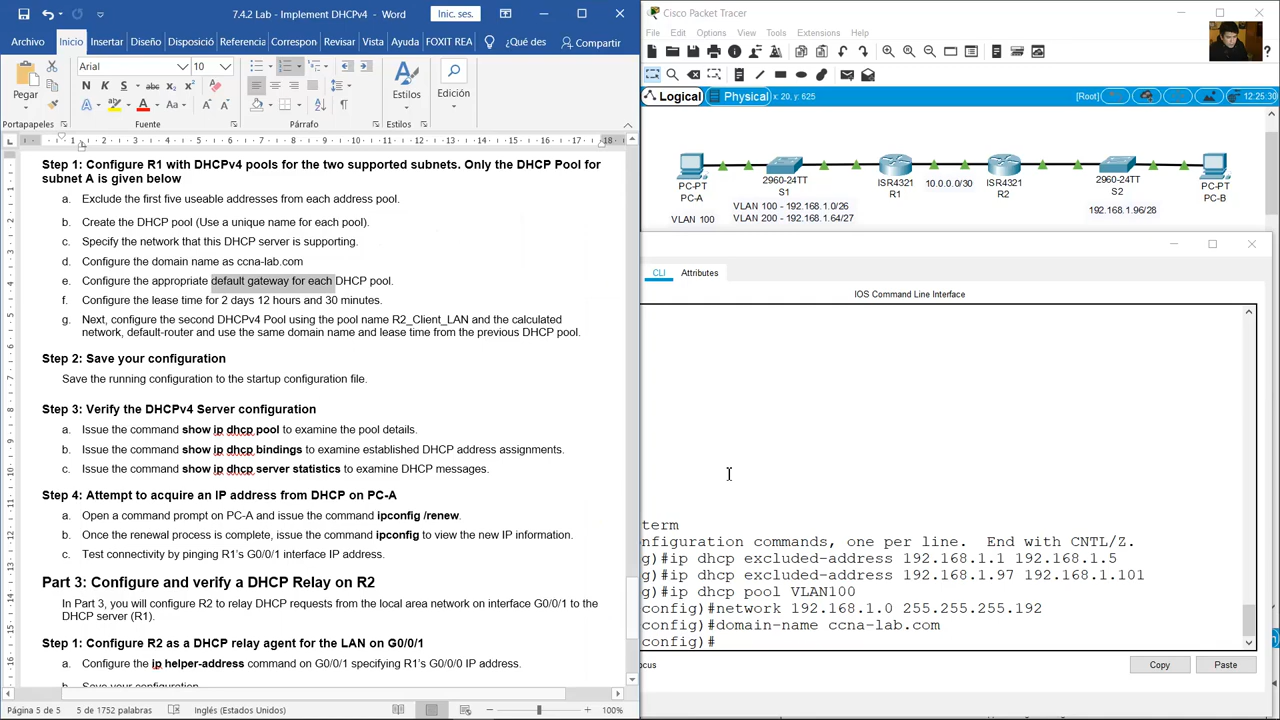 7.4.2 Lab - Implement DHCPv4 - Word
Inic. ses.
Archivo Inicio Insertar Diseño Disposició Referencia Correspon Revisar Vista Ayuda FOXIT REA ¿Qué des Compartir
Pegar
Arial 10
Estilos Edición
Portapapeles Fuente Párrafo Estilos
Step 1: Configure R1 with DHCPv4 pools for the two supported subnets. Only the DHCP Pool for
subnet A is given below
a. Exclude the first five useable addresses from each address pool.
b. Create the DHCP pool (Use a unique name for each pool).
c. Specify the network that this DHCP server is supporting.
d. Configure the domain name as ccna-lab.com
e. Configure the appropriate default gateway for each DHCP pool.
f. Configure the lease time for 2 days 12 hours and 30 minutes.
g. Next, configure the second DHCPv4 Pool using the pool name R2_Client_LAN and the calculated
network, default-router and use the same domain name and lease time from the previous DHCP pool.
Step 2: Save your configuration
Save the running configuration to the startup configuration file.
Step 3: Verify the DHCPv4 Server configuration
a. Issue the command show ip dhcp pool to examine the pool details.
b. Issue the command show ip dhcp bindings to examine established DHCP address assignments.
c. Issue the command show ip dhcp server statistics to examine DHCP messages.
Step 4: Attempt to acquire an IP address from DHCP on PC-A
a. Open a command prompt on PC-A and issue the command ipconfig /renew.
b. Once the renewal process is complete, issue the command ipconfig to view the new IP information.
c. Test connectivity by pinging R1's G0/0/1 interface IP address.
Part 3: Configure and verify a DHCP Relay on R2
In Part 3, you will configure R2 to relay DHCP requests from the local area network on interface G0/0/1 to the
DHCP server (R1).
Step 1: Configure R2 as a DHCP relay agent for the LAN on G0/0/1
a. Configure the ip helper-address command on G0/0/1 specifying R1's G0/0/0 IP address.
b. Save your configuration
Página 5 de 5 5 de 1752 palabras Inglés (Estados Unidos) 100%
Cisco Packet Tracer
File Edit Options View Tools Extensions Help
Logical Physical x: 20, y: 625 [Root] 12:25:30
PC-PT
PC-A
VLAN 100
2960-24TT
S1
VLAN 100 - 192.168.1.0/26
VLAN 200 - 192.168.1.64/27
ISR4321
R1
10.0.0.0/30
ISR4321
R2
2960-24TT
S2
192.168.1.96/28
PC-PT
PC-B
CLI Attributes
IOS Command Line Interface
term
nfiguration commands, one per line. End with CNTL/Z.
g)#ip dhcp excluded-address 192.168.1.1 192.168.1.5
g)#ip dhcp excluded-address 192.168.1.97 192.168.1.101
g)#ip dhcp pool VLAN100
config)#network 192.168.1.0 255.255.255.192
config)#domain-name ccna-lab.com
config)#
ocus
Copy Paste